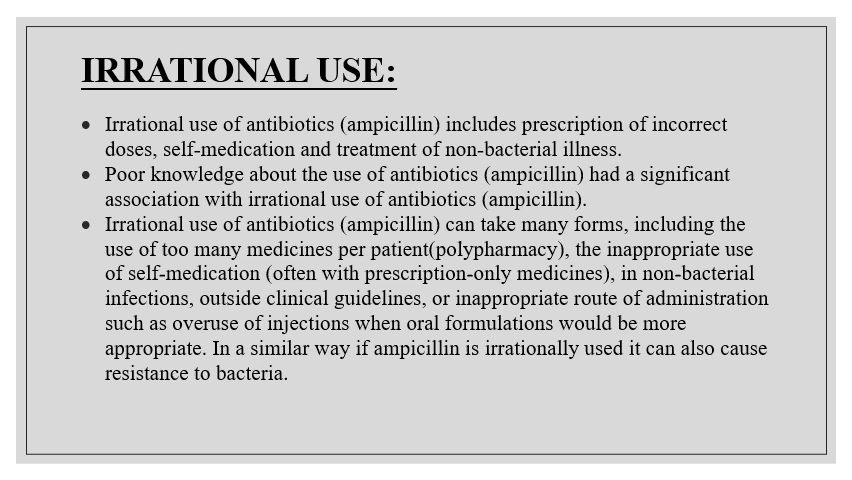 IRRATIONAL USE:
• Irrational use of antibiotics (ampicillin) includes prescription of incorrect
doses, self-medication and treatment of non-bacterial illness.
• Poor knowledge about the use of antibiotics (ampicillin) had a significant
association with irrational use of antibiotics (ampicillin).
• Irrational use of antibiotics (ampicillin) can take many forms, including the
use of too many medicines per patient(polypharmacy), the inappropriate use
of self-medication (often with prescription-only medicines), in non-bacterial
infections, outside clinical guidelines, or inappropriate route of administration
such as overuse of injections when oral formulations would be more
appropriate. In a similar way if ampicillin is irrationally used it can also cause
resistance to bacteria.